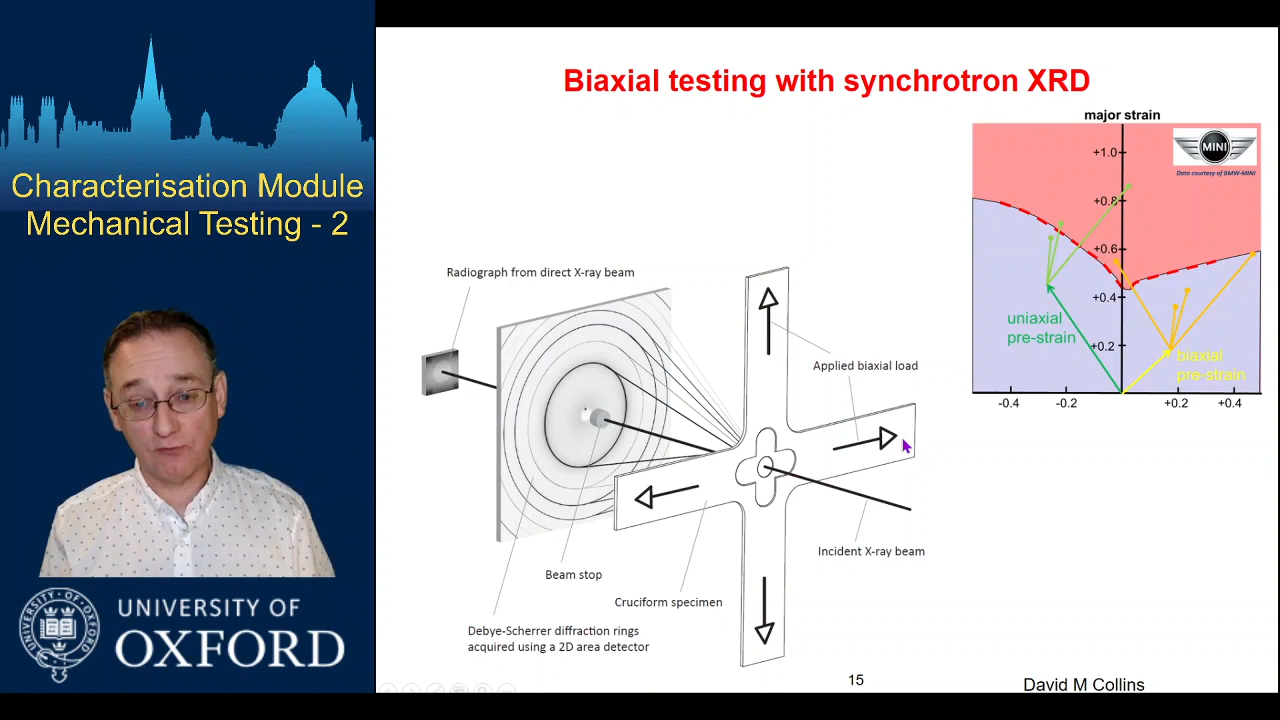 Characterisation Module
Mechanical Testing - 2
UNIVERSITY OF
OXFORD
Biaxial testing with synchrotron XRD
Radiograph from direct X-ray beam
Applied biaxial load
Incident X-ray beam
Beam stop
Cruciform specimen
Debye-Scherrer diffraction rings
acquired using a 2D area detector
major strain
MINI
Data courtesy of BMW-MINI
+1.0
+0.8
+0.6
+0.4
+0.2
uniaxial
pre-strain
biaxial
pre-strain
-0.4
-0.2
+0.2
+0.4
15
David M Collins